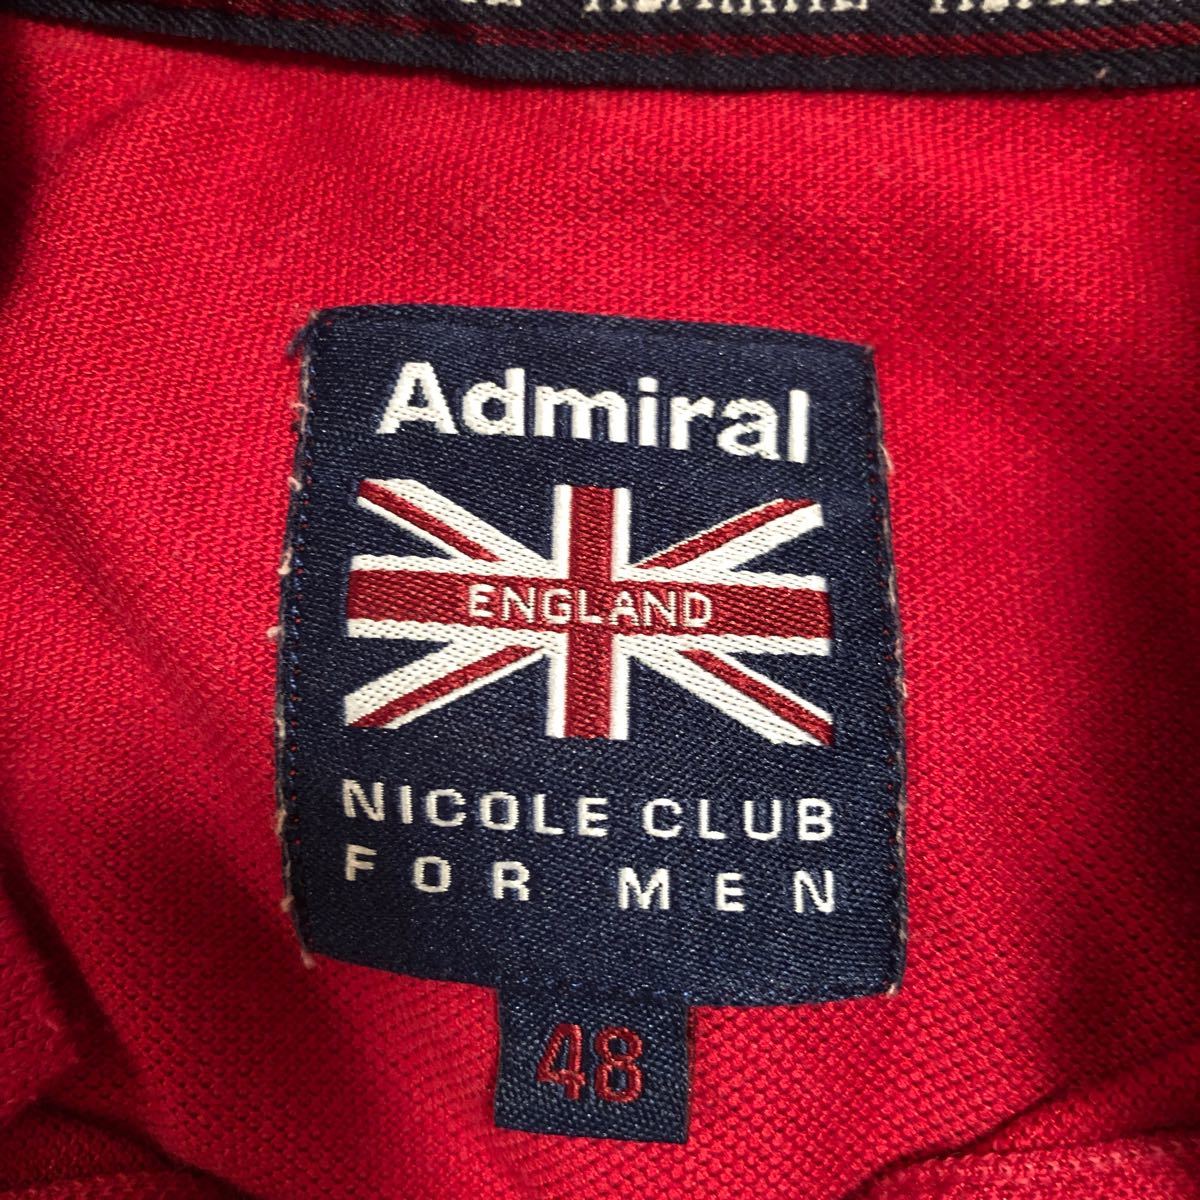 Admiral
ENGLAND
NICOLE CLUB
FOR MEN
48